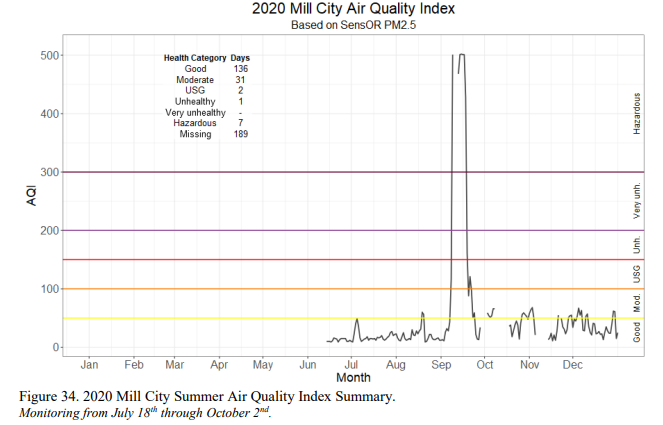 2020 Mill City Air Quality Index
Based on SensOR PM2.5
Health Category Days
Good 136
Moderate 31
USG 2
Unhealthy 1
Very unhealthy -
Hazardous 7
Missing 189
AQI
500
400
300
200
100
0
Hazardous
Very unh.
Unh.
USG
Mod.
Good
Jan Feb Mar Apr May Jun Jul Aug Sep Oct Nov Dec
Month
Figure 34. 2020 Mill City Summer Air Quality Index Summary.
Monitoring from July 18th through October 2nd.